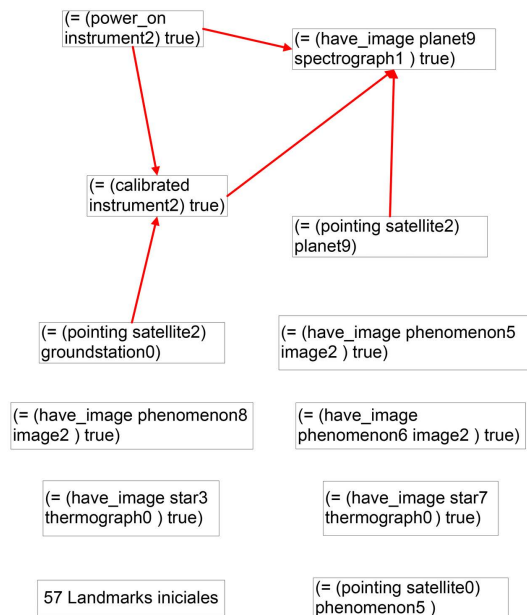 (= (power_on
instrument2) true)
(= (have_image planet9
spectrograph1 ) true)
(= (calibrated
instrument2) true)
(= (pointing satellite2)
planet9)
(= (pointing satellite2)
groundstation0)
(= (have_image phenomenon5
image2 ) true)
(= (have_image phenomenon8
image2 ) true)
(= (have_image
phenomenon6 image2 ) true)
(= (have_image star3
thermograph0 ) true)
(= (have_image star7
thermograph0 ) true)
57 Landmarks iniciales
(= (pointing satellite0)
phenomenon5 )